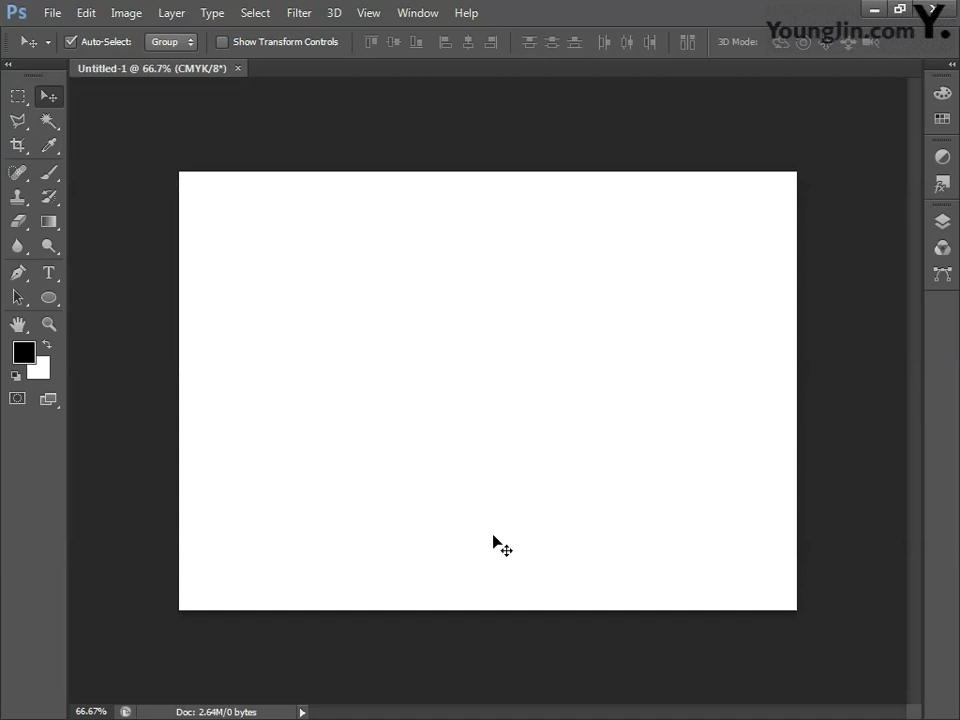 Ps File Edit Image Layer Type Select Filter 3D View Window Help
YoungJin.com Y.
Auto-Select: Group Show Transform Controls 3D Mode:
Untitled-1 @ 66.7% (CMYK/8*) ×
T
fx
66.67% Doc: 2.64M/0 bytes